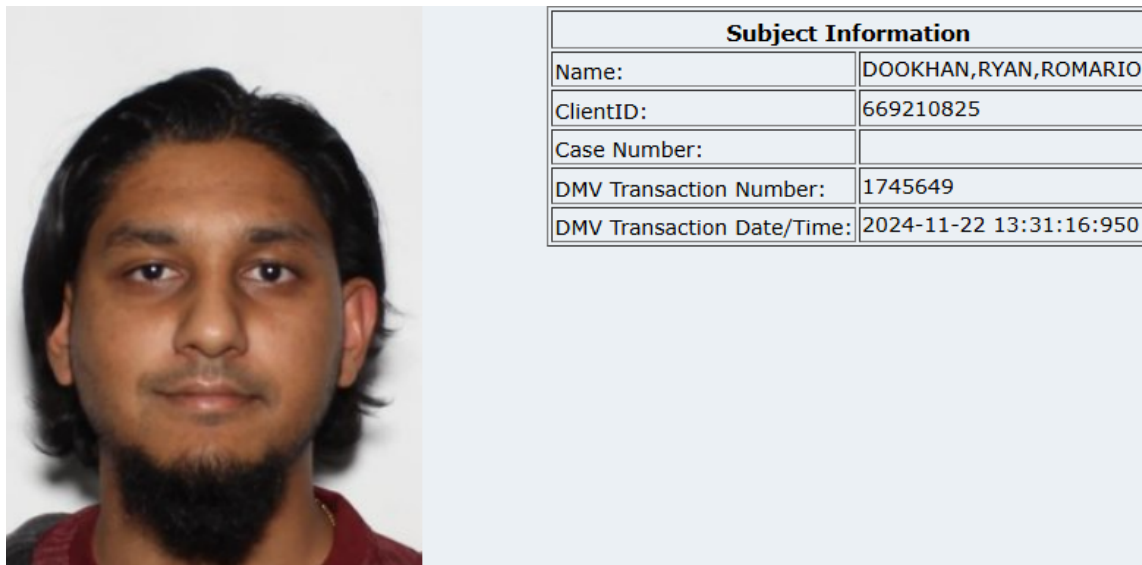 Subject Information
Name: DOOKHAN,RYAN,ROMARIO
ClientID: 669210825
Case Number:
DMV Transaction Number: 1745649
DMV Transaction Date/Time: 2024-11-22 13:31:16:950